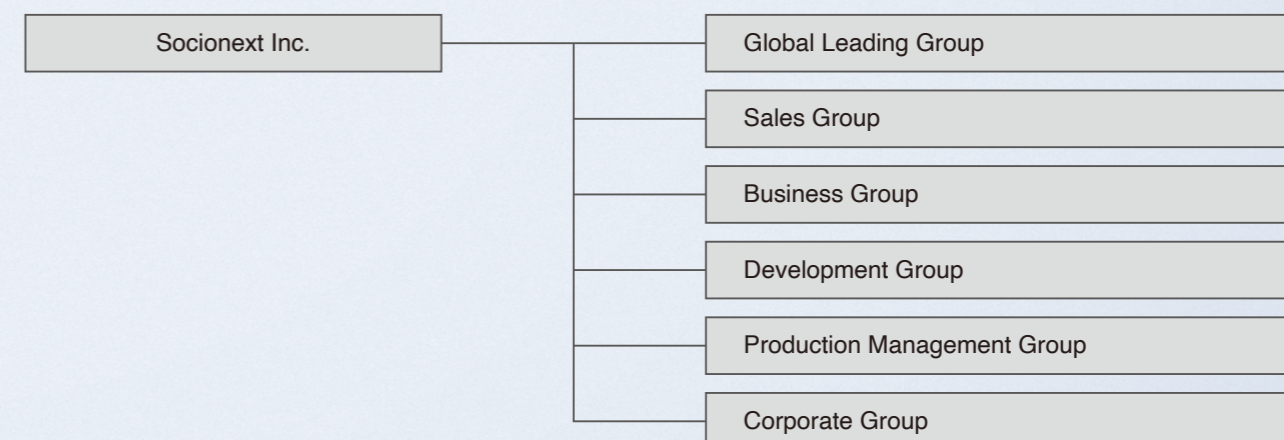 Socionext Inc.
Global Leading Group
Sales Group
Business Group
Development Group
Production Management Group
Corporate Group